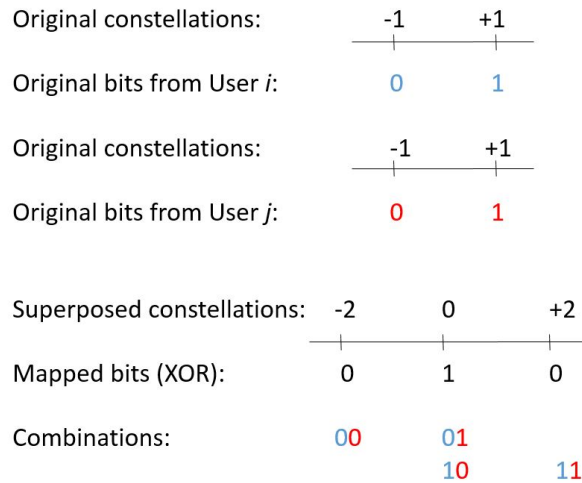 Original constellations: -1 +1
Original bits from User i: 0 1
Original constellations: -1 +1
Original bits from User j: 0 1
Superposed constellations: -2 0 +2
Mapped bits (XOR): 0 1 0
Combinations: 00 01
10 11